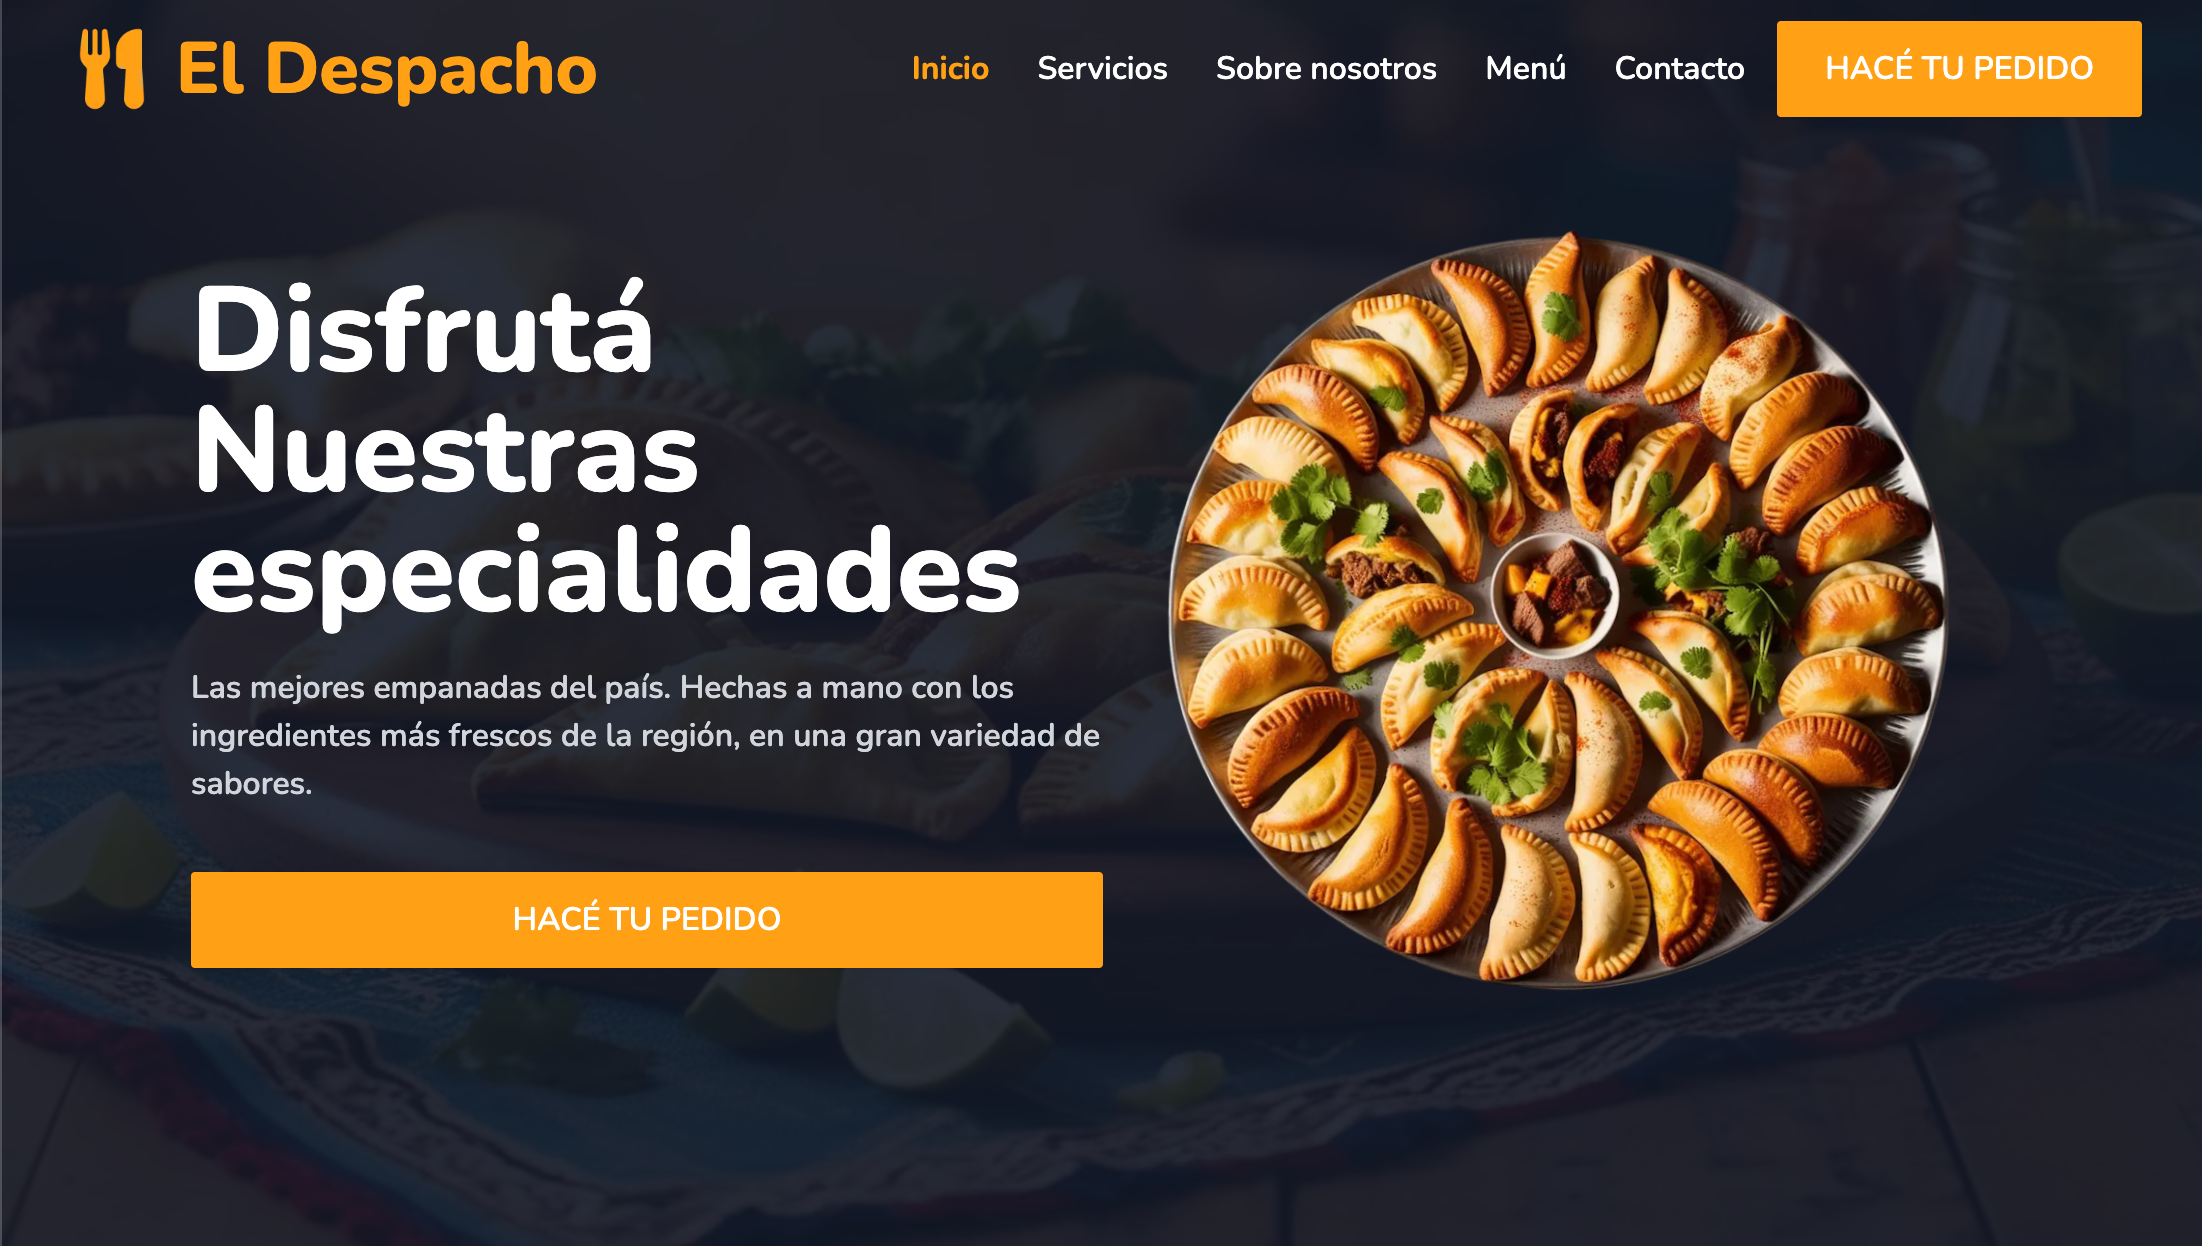 El Despacho
Inicio
Servicios
Sobre nosotros
Menú
Contacto
HACÉ TU PEDIDO
Disfrutá
Nuestras
especialidades
Las mejores empanadas del país. Hechas a mano con los
ingredientes más frescos de la región, en una gran variedad de
sabores.
HACÉ TU PEDIDO